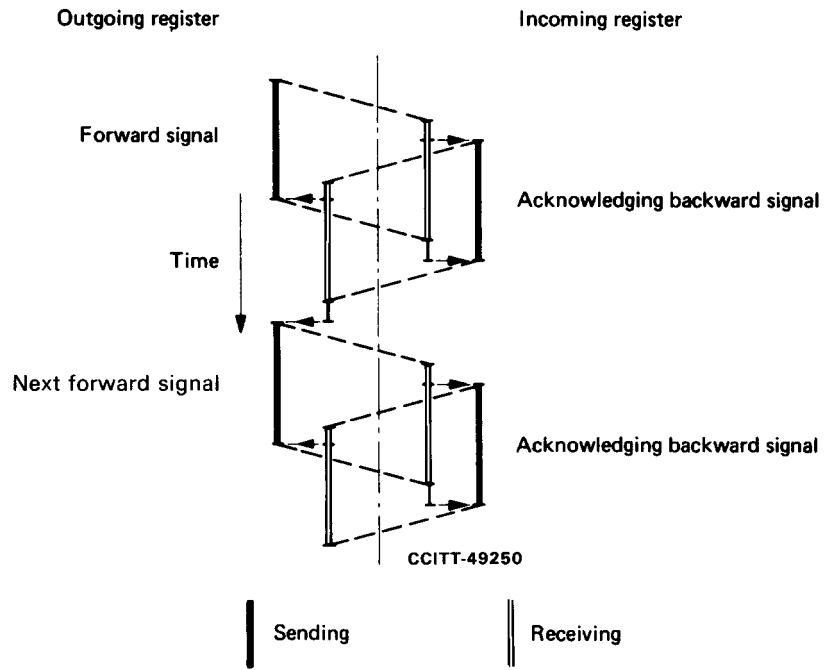 Outgoing register
Incoming register
Forward signal
Acknowledging backward signal
Time
Next forward signal
Acknowledging backward signal
CCITT-49250
Sending
Receiving